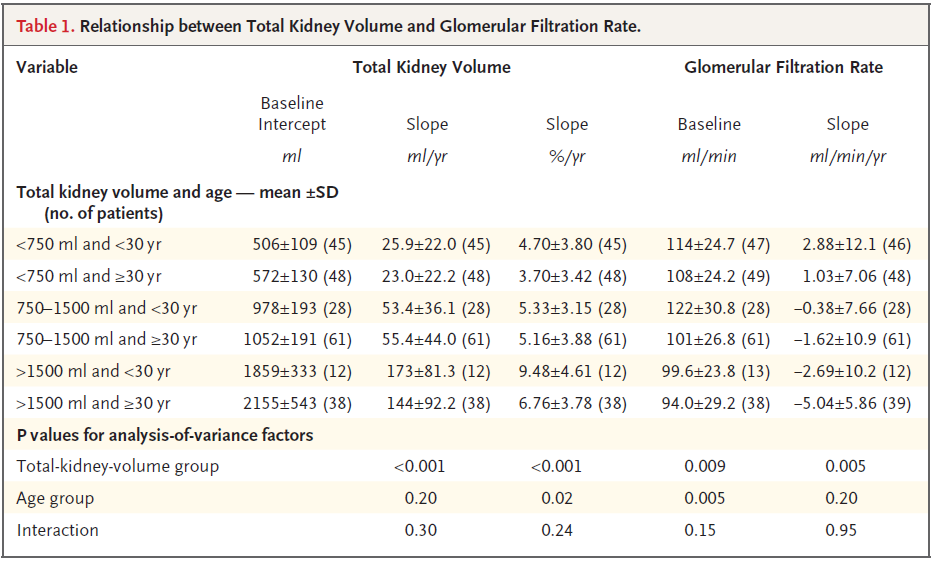 Table 1. Relationship between Total Kidney Volume and Glomerular Filtration Rate.
Variable Total Kidney Volume Glomerular Filtration Rate
Baseline
Intercept Slope Slope Baseline Slope
ml ml/yr %/yr ml/min ml/min/yr
Total kidney volume and age — mean ±SD
(no. of patients)
<750 ml and <30 yr 506±109 (45) 25.9±22.0 (45) 4.70±3.80 (45) 114±24.7 (47) 2.88±12.1 (46)
<750 ml and ≥30 yr 572±130 (48) 23.0±22.2 (48) 3.70±3.42 (48) 108±24.2 (49) 1.03±7.06 (48)
750–1500 ml and <30 yr 978±193 (28) 53.4±36.1 (28) 5.33±3.15 (28) 122±30.8 (28) –0.38±7.66 (28)
750–1500 ml and ≥30 yr 1052±191 (61) 55.4±44.0 (61) 5.16±3.88 (61) 101±26.8 (61) –1.62±10.9 (61)
>1500 ml and <30 yr 1859±333 (12) 173±81.3 (12) 9.48±4.61 (12) 99.6±23.8 (13) –2.69±10.2 (12)
>1500 ml and ≥30 yr 2155±543 (38) 144±92.2 (38) 6.76±3.78 (38) 94.0±29.2 (38) –5.04±5.86 (39)
P values for analysis-of-variance factors
Total-kidney-volume group <0.001 <0.001 0.009 0.005
Age group 0.20 0.02 0.005 0.20
Interaction 0.30 0.24 0.15 0.95